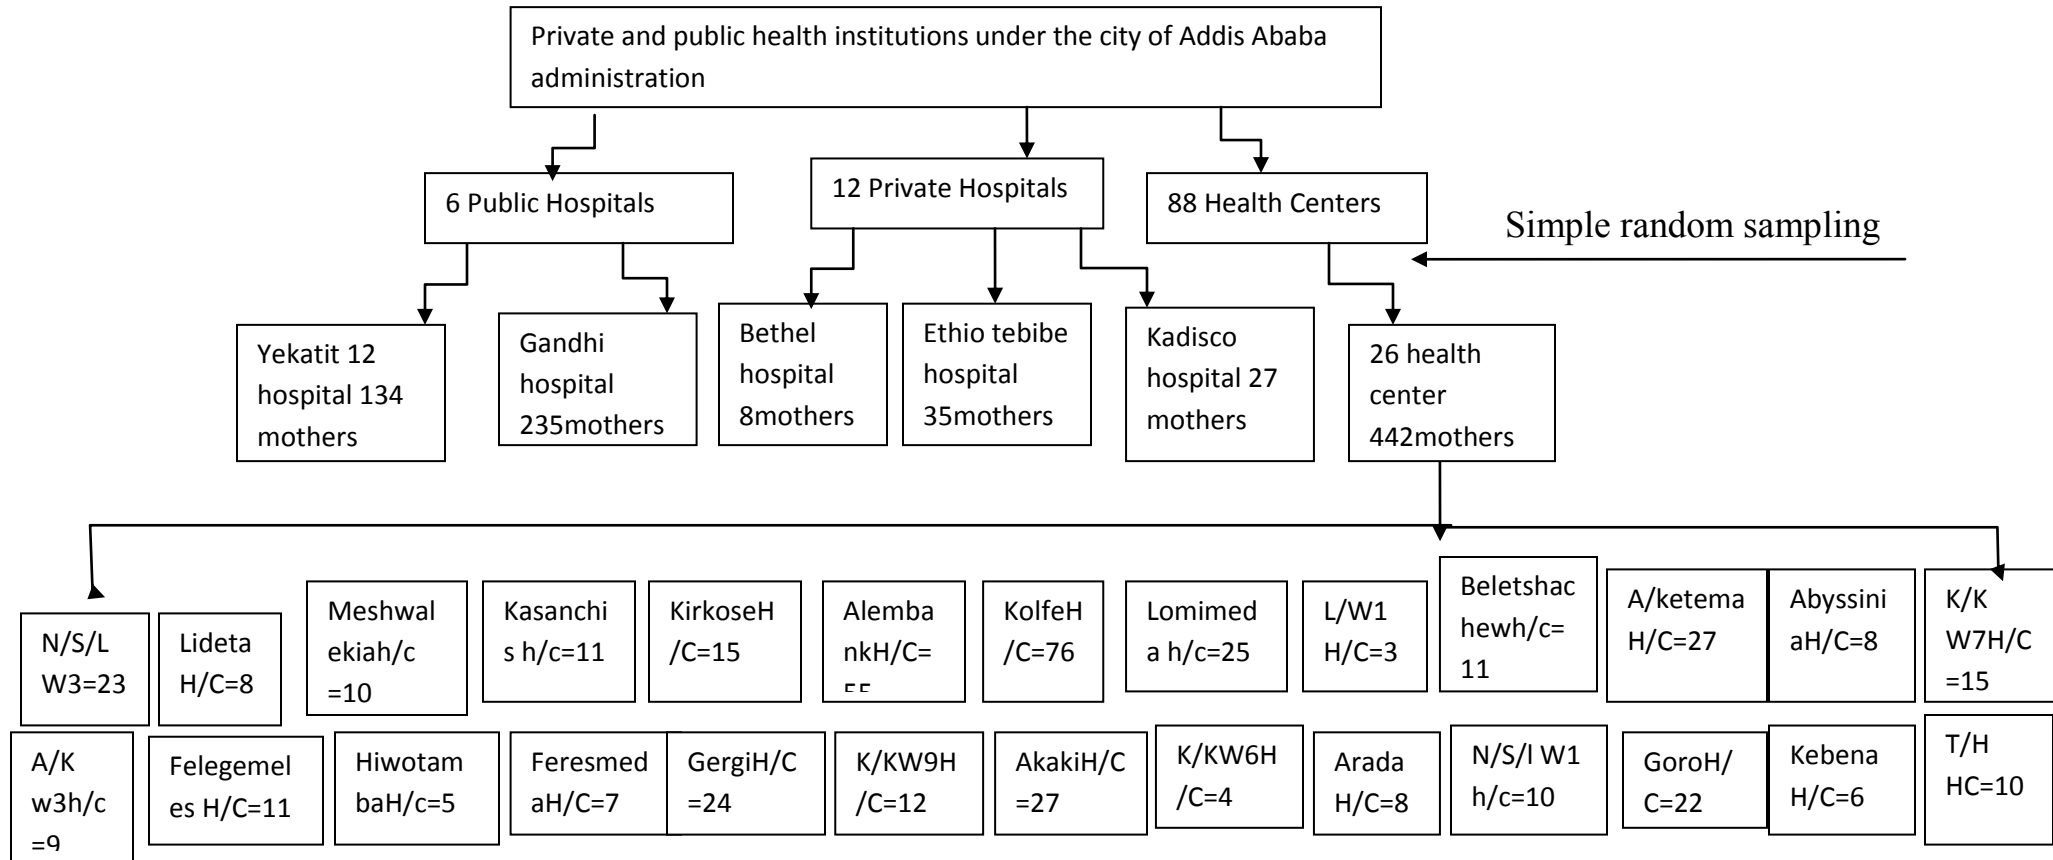 Private and public health institutions under the city of Addis Ababa
administration
6 Public Hospitals
12 Private Hospitals
88 Health Centers
Simple random sampling
Yekatit 12
hospital 134
mothers
Gandhi
hospital
235mothers
Bethel
hospital
8mothers
Ethio tebibe
hospital
35mothers
Kadisco
hospital 27
mothers
26 health
center
442mothers
N/S/L
W3=23
Lideta
H/C=8
Meshwal
ekiah/c
=10
Kasanchi
s h/c=11
KirkoseH
/C=15
Alemba
nkH/C=
KolfeH
/C=76
Lomimed
a h/c=25
L/W1
H/C=3
Beletshac
hewh/c=
11
A/ketema
H/C=27
Abyssini
aH/C=8
K/K
W7H/C
=15
A/K
w3h/c
=9
Felegemel
es H/C=11
Hiwotam
baH/c=5
Feresmed
aH/C=7
GergiH/C
=24
K/KW9H
/C=12
AkakiH/C
=27
K/KW6H
/C=4
Arada
H/C=8
N/S/l W1
h/c=10
GoroH/
C=22
Kebena
H/C=6
T/H
HC=10